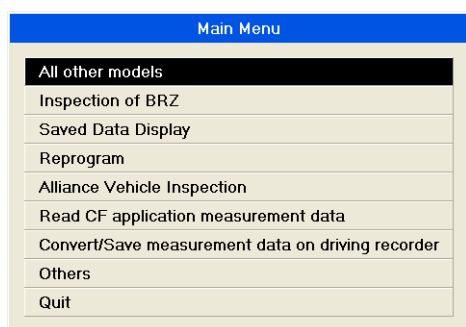 Main Menu
All other models
Inspection of BRZ
Saved Data Display
Reprogram
Alliance Vehicle Inspection
Read CF application measurement data
Convert/Save measurement data on driving recorder
Others
Quit